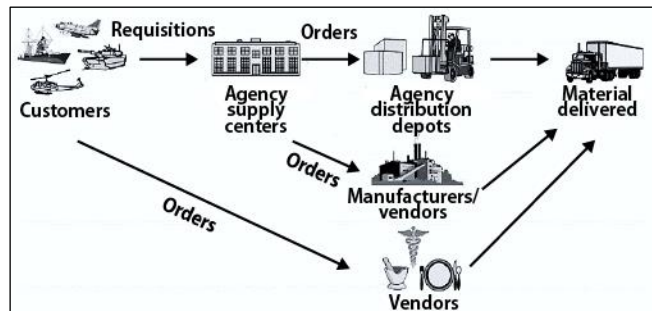 Requisitions
Orders
Customers
Agency
supply
centers
Agency
distribution
depots
Material
delivered
Orders
Manufacturers/
vendors
Orders
Vendors